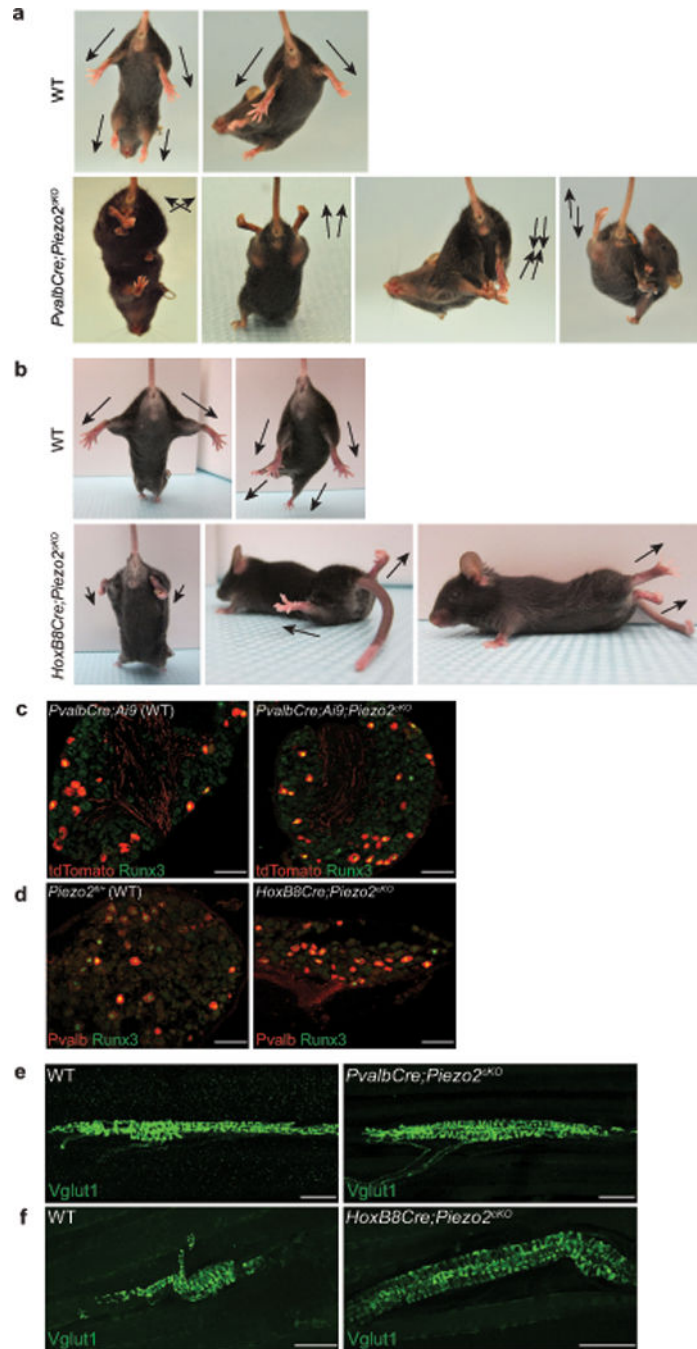 a
WT
PvalbCre;Piezo2cKO
b
WT
HoxB8Cre;Piezo2cKO
c
PvalbCre;Ai9 (WT)
PvalbCre;Ai9;Piezo2cKO
tdTomato Runx3
tdTomato Runx3
d
Piezo2fl/+ (WT)
HoxB8Cre;Piezo2cKO
Pvalb Runx3
Pvalb Runx3
e
WT
PvalbCre;Piezo2cKO
Vglut1
Vglut1
f
WT
HoxB8Cre;Piezo2cKO
Vglut1
Vglut1